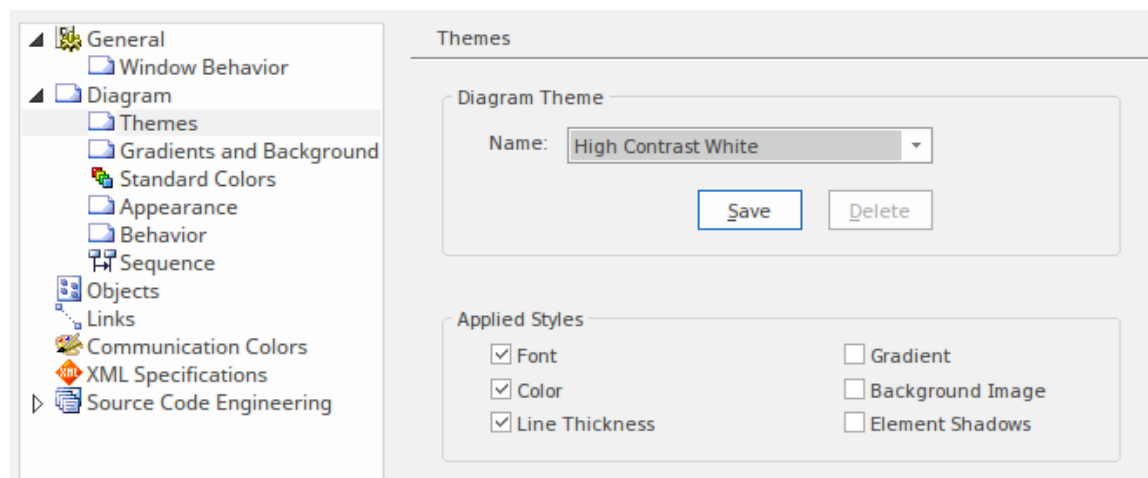 General
Window Behavior
Diagram
Themes
Gradients and Background
Standard Colors
Appearance
Behavior
Sequence
Objects
Links
Communication Colors
XML Specifications
Source Code Engineering
Themes
Diagram Theme
Name: High Contrast White
Save Delete
Applied Styles
Font Gradient
Color Background Image
Line Thickness Element Shadows